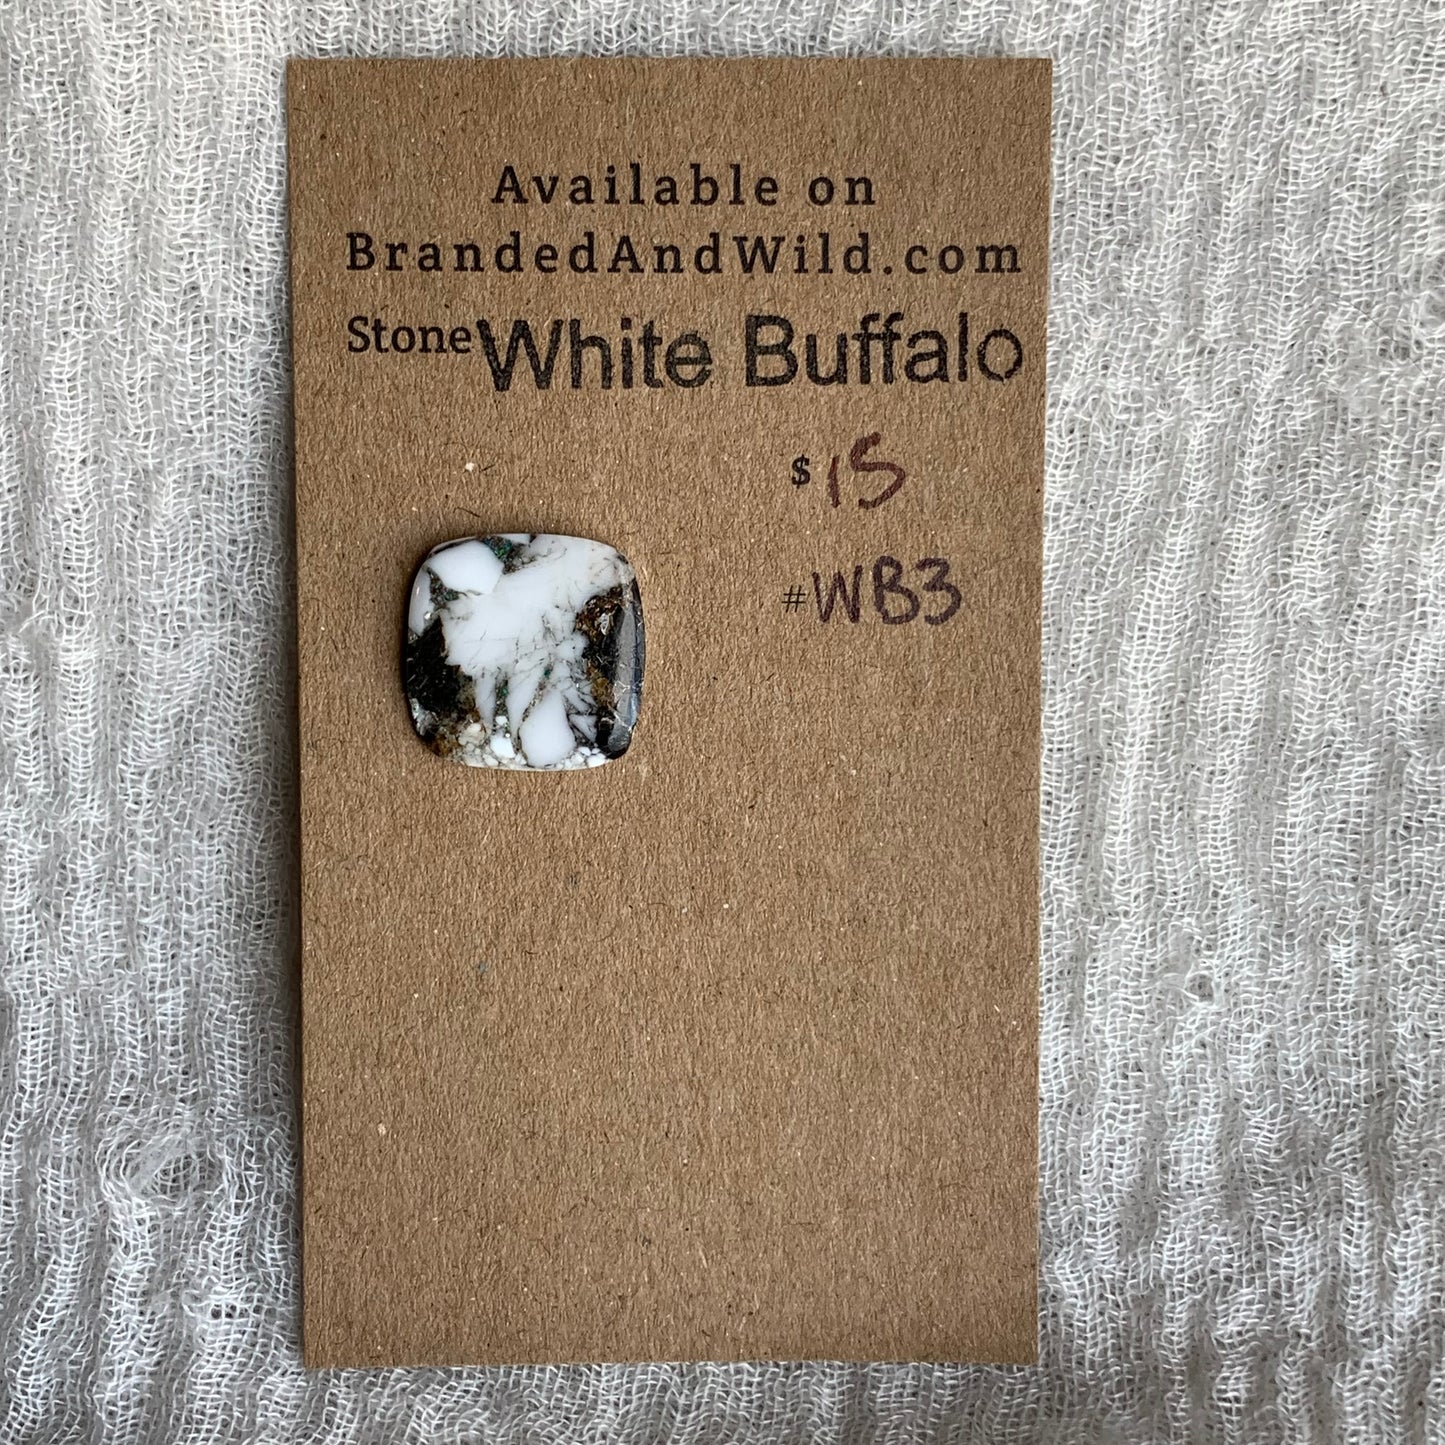 Available on
BrandedAndWild.com
Stone White Buffalo
$ 15
#WB3